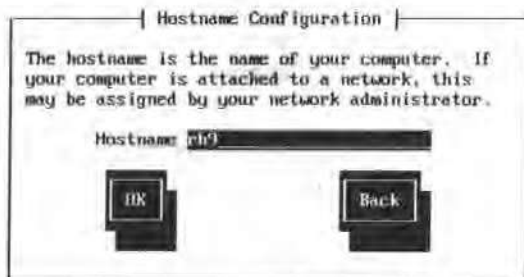 Hostname Configuration
The hostname is the name of your computer. If
your computer is attached to a network, this
may be assigned by your network administrator.
Hostname rh9
OK
Back